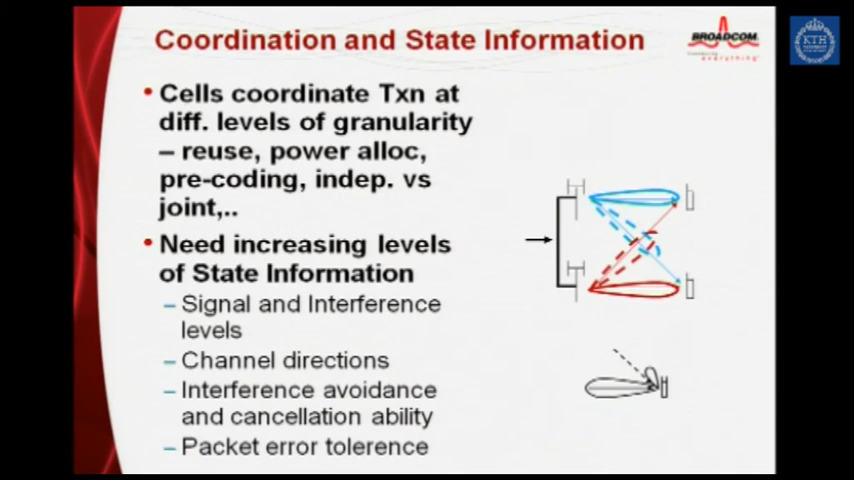 Coordination and State Information
BROADCOM
everything
KTH
• Cells coordinate Txn at
diff. levels of granularity
– reuse, power alloc,
pre-coding, indep. vs
joint,..
• Need increasing levels
of State Information
– Signal and Interference
levels
– Channel directions
– Interference avoidance
and cancellation ability
– Packet error tolerence